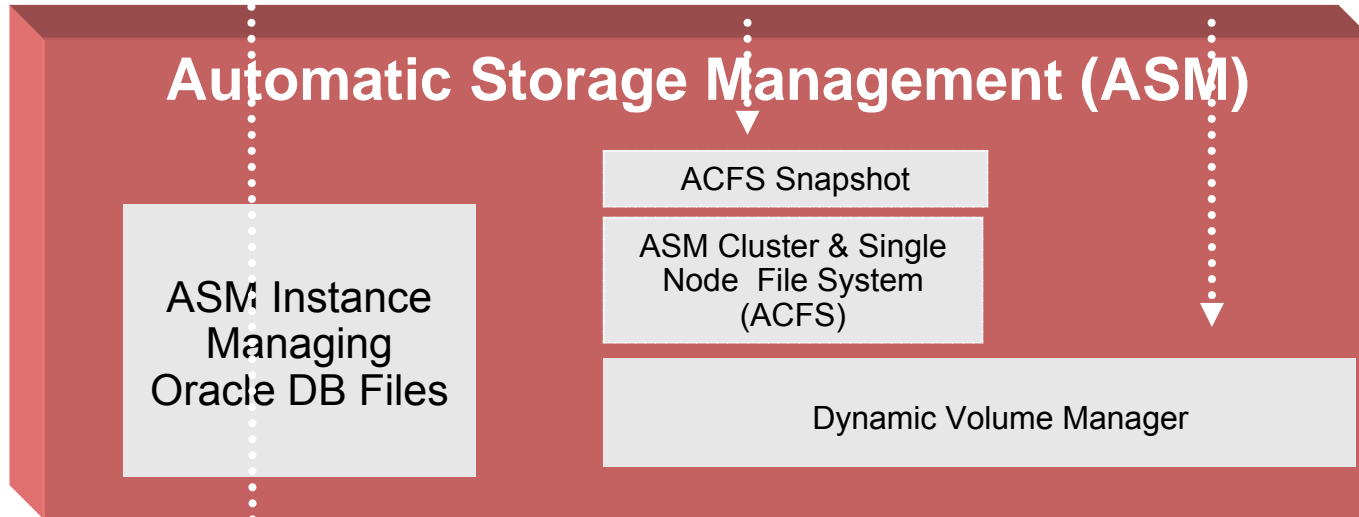 Automatic Storage Management (ASM)
ACFS Snapshot
ASM Cluster & Single
Node File System
(ACFS)
ASM Instance
Managing
Oracle DB Files
Dynamic Volume Manager